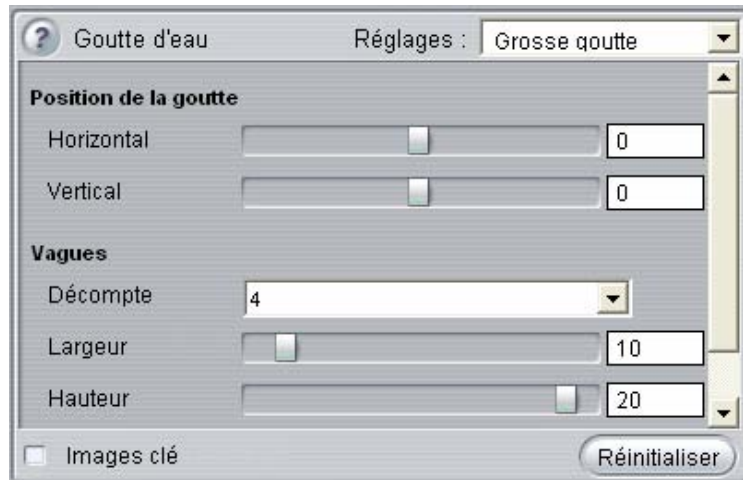 ? Goutte d'eau Réglages : Grosse goutte
Position de la goutte
Horizontal 0
Vertical 0
Vagues
Décompte 4
Largeur 10
Hauteur 20
Images clé Réinitialiser